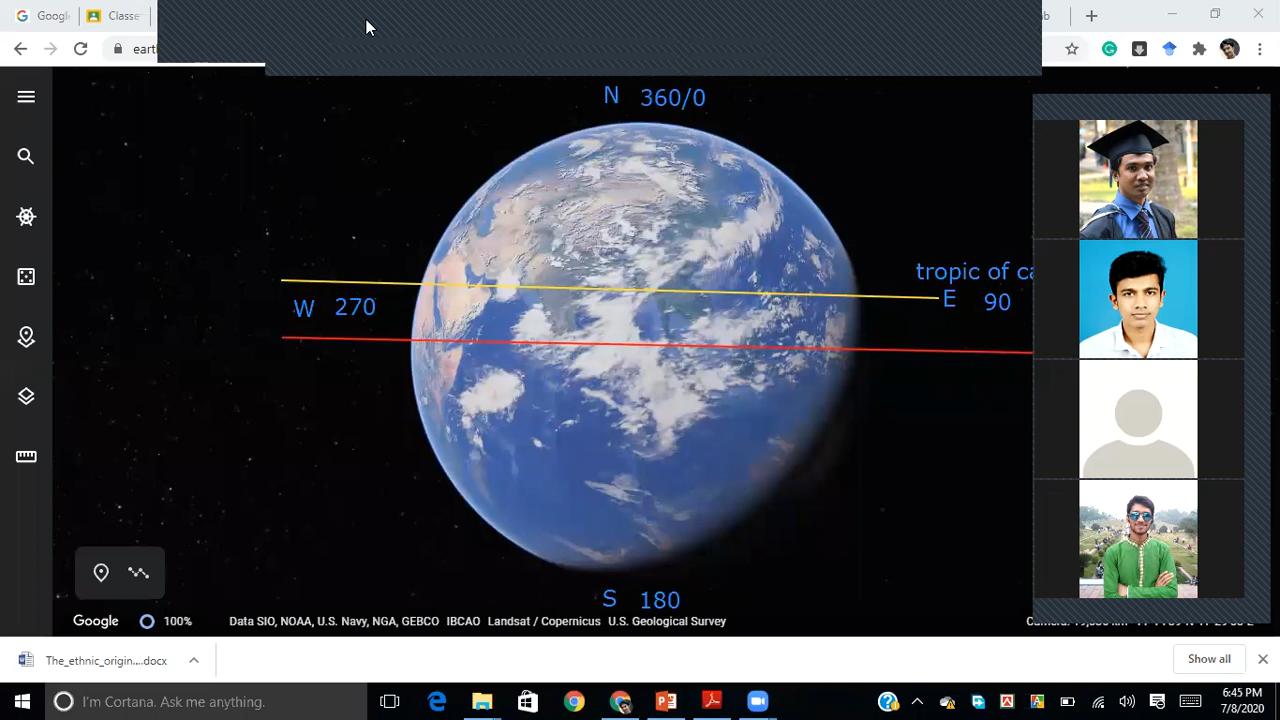 Google
Classe
earth
N 360/0
tropic of ca
W 270
E 90
S 180
Google 100% Data SIO, NOAA, U.S. Navy, NGA, GEBCO IBCAO Landsat / Copernicus U.S. Geological Survey
The_ethnic_origin....docx
Show all
I'm Cortana. Ask me anything.
6:45 PM
7/8/2020